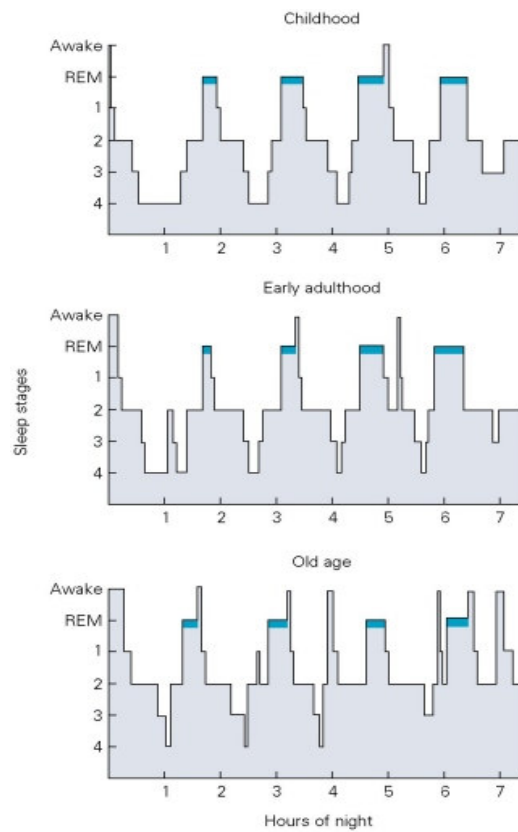 Childhood
Awake
REM
1
2
3
4
1 2 3 4 5 6 7
Early adulthood
Sleep stages
Awake
REM
1
2
3
4
1 2 3 4 5 6 7
Old age
Awake
REM
1
2
3
4
1 2 3 4 5 6 7
Hours of night